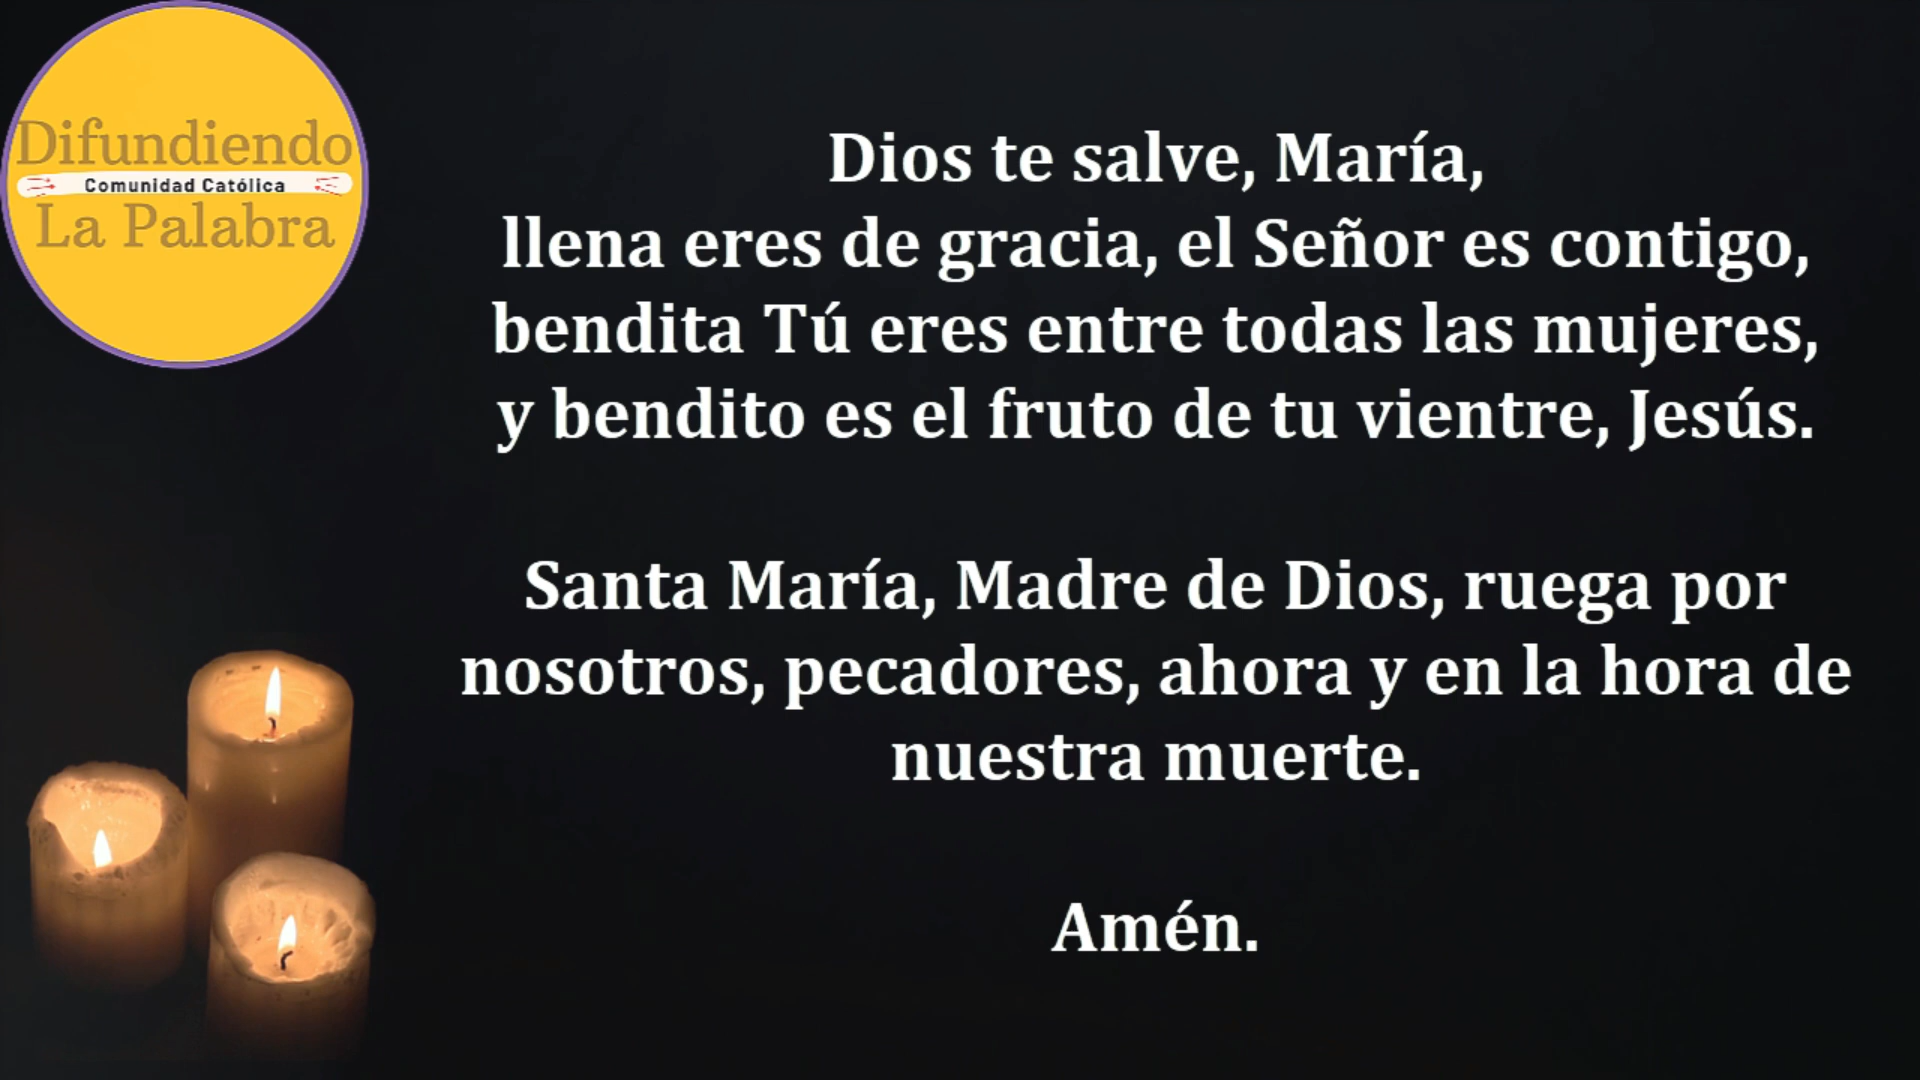 Difundiendo
Comunidad Católica
La Palabra
Dios te salve, María,
llena eres de gracia, el Señor es contigo,
bendita Tú eres entre todas las mujeres,
y bendito es el fruto de tu vientre, Jesús.
Santa María, Madre de Dios, ruega por
nosotros, pecadores, ahora y en la hora de
nuestra muerte.
Amén.